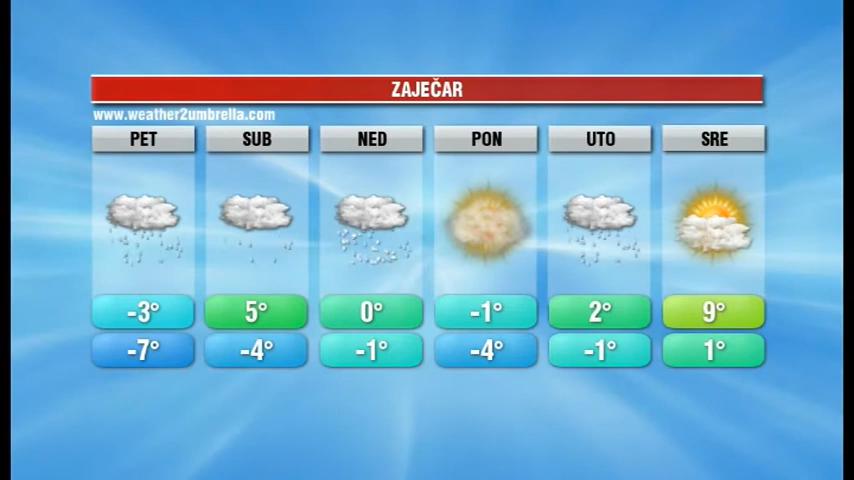 ZAJEČAR
www.weather2umbrella.com
PET SUB NED PON UTO SRE
-3° 5° 0° -1° 2° 9°
-7° -4° -1° -4° -1° 1°